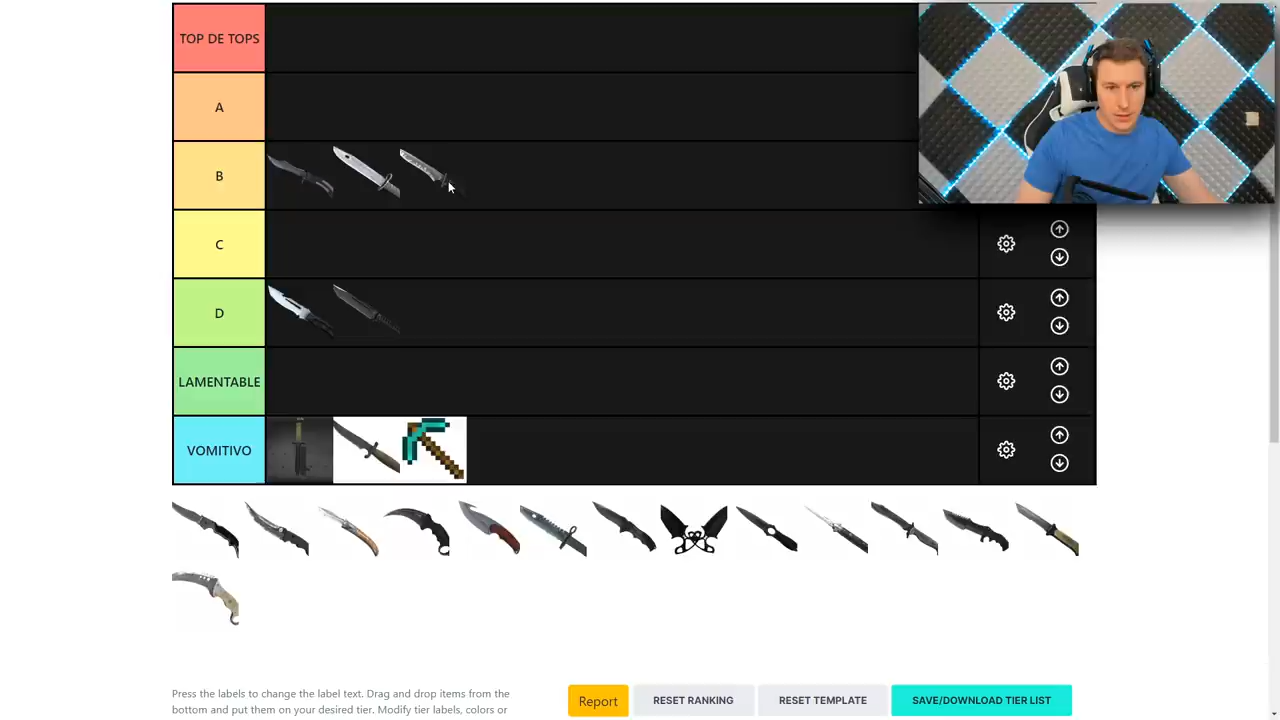 TOP DE TOPS
A
B
C
D
LAMENTABLE
VOMITIVO
Press the labels to change the label text. Drag and drop items from the
bottom and put them on your desired tier. Modify tier labels, colors or
Report
RESET RANKING
RESET TEMPLATE
SAVE/DOWNLOAD TIER LIST